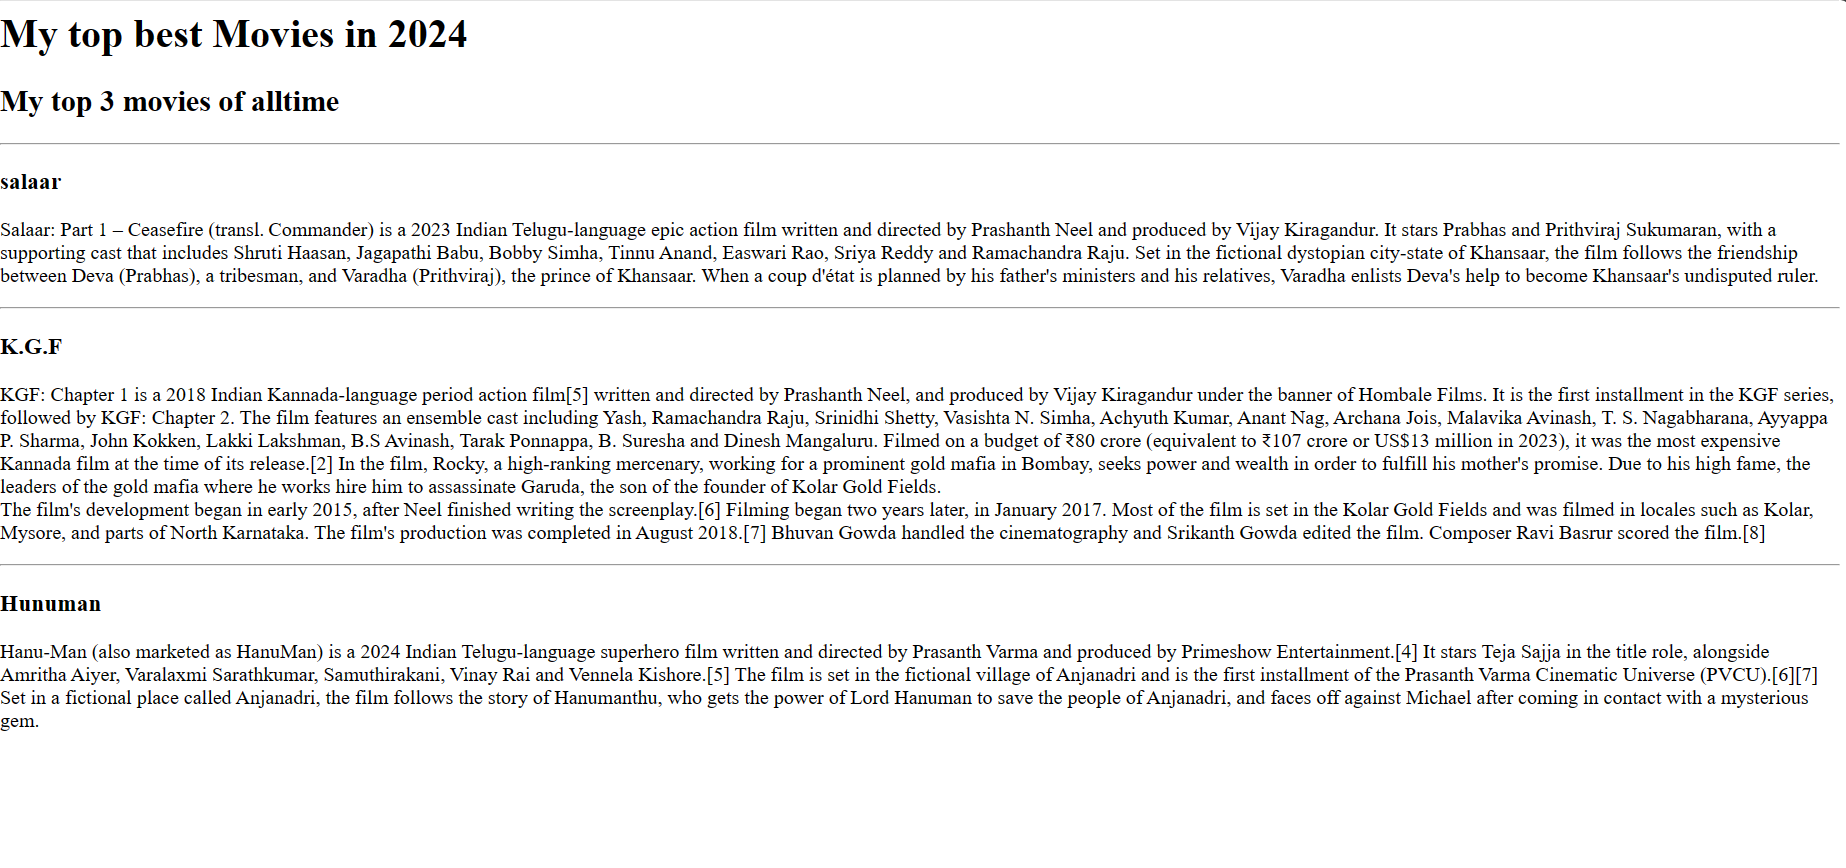 My top best Movies in 2024
My top 3 movies of alltime
salaar
Salaar: Part 1 – Ceasefire (transl. Commander) is a 2023 Indian Telugu-language epic action film written and directed by Prashanth Neel and produced by Vijay Kiragandur. It stars Prabhas and Prithviraj Sukumaran, with a
supporting cast that includes Shruti Haasan, Jagapathi Babu, Bobby Simha, Tinnu Anand, Easwari Rao, Sriya Reddy and Ramachandra Raju. Set in the fictional dystopian city-state of Khansaar, the film follows the friendship
between Deva (Prabhas), a tribesman, and Varadha (Prithviraj), the prince of Khansaar. When a coup d'état is planned by his father's ministers and his relatives, Varadha enlists Deva's help to become Khansaar's undisputed ruler.
K.G.F
KGF: Chapter 1 is a 2018 Indian Kannada-language period action film[5] written and directed by Prashanth Neel, and produced by Vijay Kiragandur under the banner of Hombale Films. It is the first installment in the KGF series,
followed by KGF: Chapter 2. The film features an ensemble cast including Yash, Ramachandra Raju, Srinidhi Shetty, Vasishta N. Simha, Achyuth Kumar, Anant Nag, Archana Jois, Malavika Avinash, T. S. Nagabharana, Ayyappa
P. Sharma, John Kokken, Lakki Lakshman, B.S Avinash, Tarak Ponnappa, B. Suresha and Dinesh Mangaluru. Filmed on a budget of ₹80 crore (equivalent to ₹107 crore or US$13 million in 2023), it was the most expensive
Kannada film at the time of its release.[2] In the film, Rocky, a high-ranking mercenary, working for a prominent gold mafia in Bombay, seeks power and wealth in order to fulfill his mother's promise. Due to his high fame, the
leaders of the gold mafia where he works hire him to assassinate Garuda, the son of the founder of Kolar Gold Fields.
The film's development began in early 2015, after Neel finished writing the screenplay.[6] Filming began two years later, in January 2017. Most of the film is set in the Kolar Gold Fields and was filmed in locales such as Kolar,
Mysore, and parts of North Karnataka. The film's production was completed in August 2018.[7] Bhuvan Gowda handled the cinematography and Srikanth Gowda edited the film. Composer Ravi Basrur scored the film.[8]
Hunuman
Hanu-Man (also marketed as HanuMan) is a 2024 Indian Telugu-language superhero film written and directed by Prasanth Varma and produced by Primeshow Entertainment.[4] It stars Teja Sajja in the title role, alongside
Amritha Aiyer, Varalaxmi Sarathkumar, Samuthirakani, Vinay Rai and Vennela Kishore.[5] The film is set in the fictional village of Anjanadri and is the first installment of the Prasanth Varma Cinematic Universe (PVCU).[6][7]
Set in a fictional place called Anjanadri, the film follows the story of Hanumanthu, who gets the power of Lord Hanuman to save the people of Anjanadri, and faces off against Michael after coming in contact with a mysterious
gem.